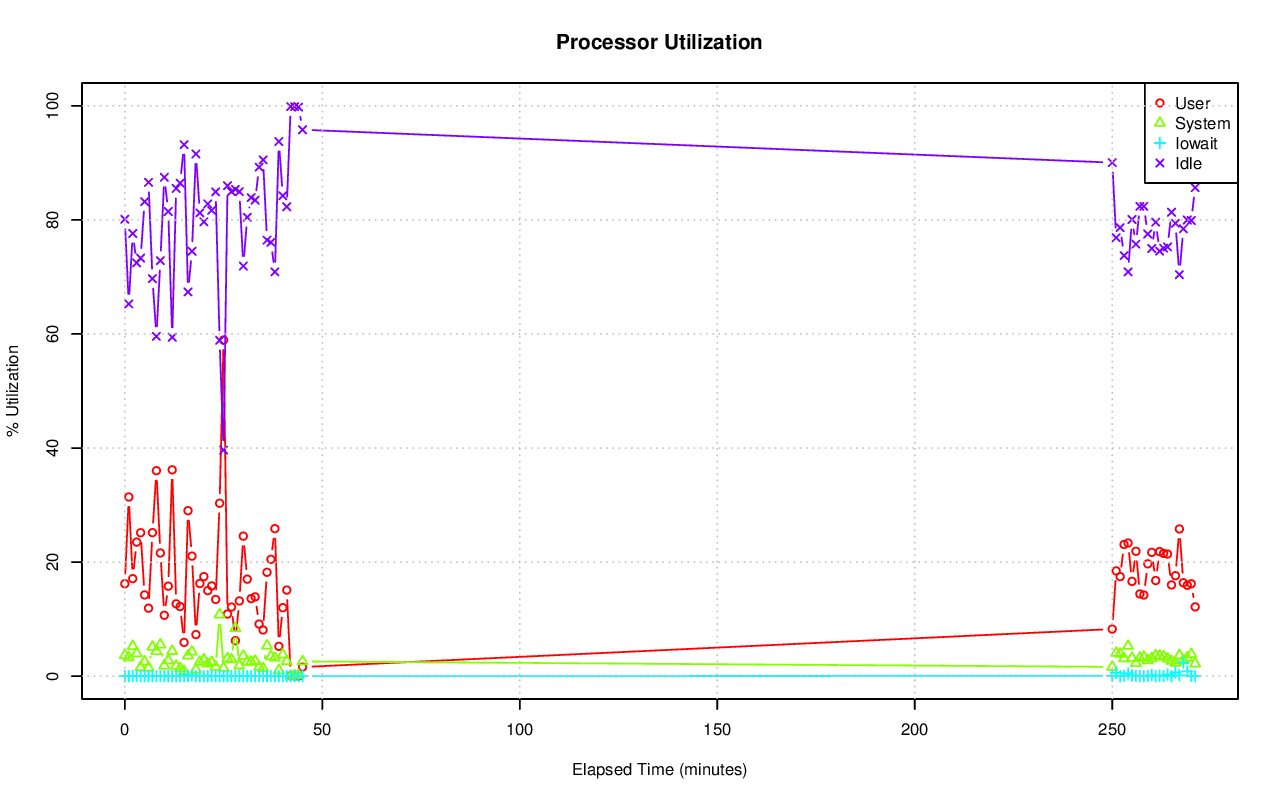 Processor Utilization
100
80
60
40
20
0
% Utilization
User
System
Iowait
Idle
0
50
100
150
200
250
Elapsed Time (minutes)